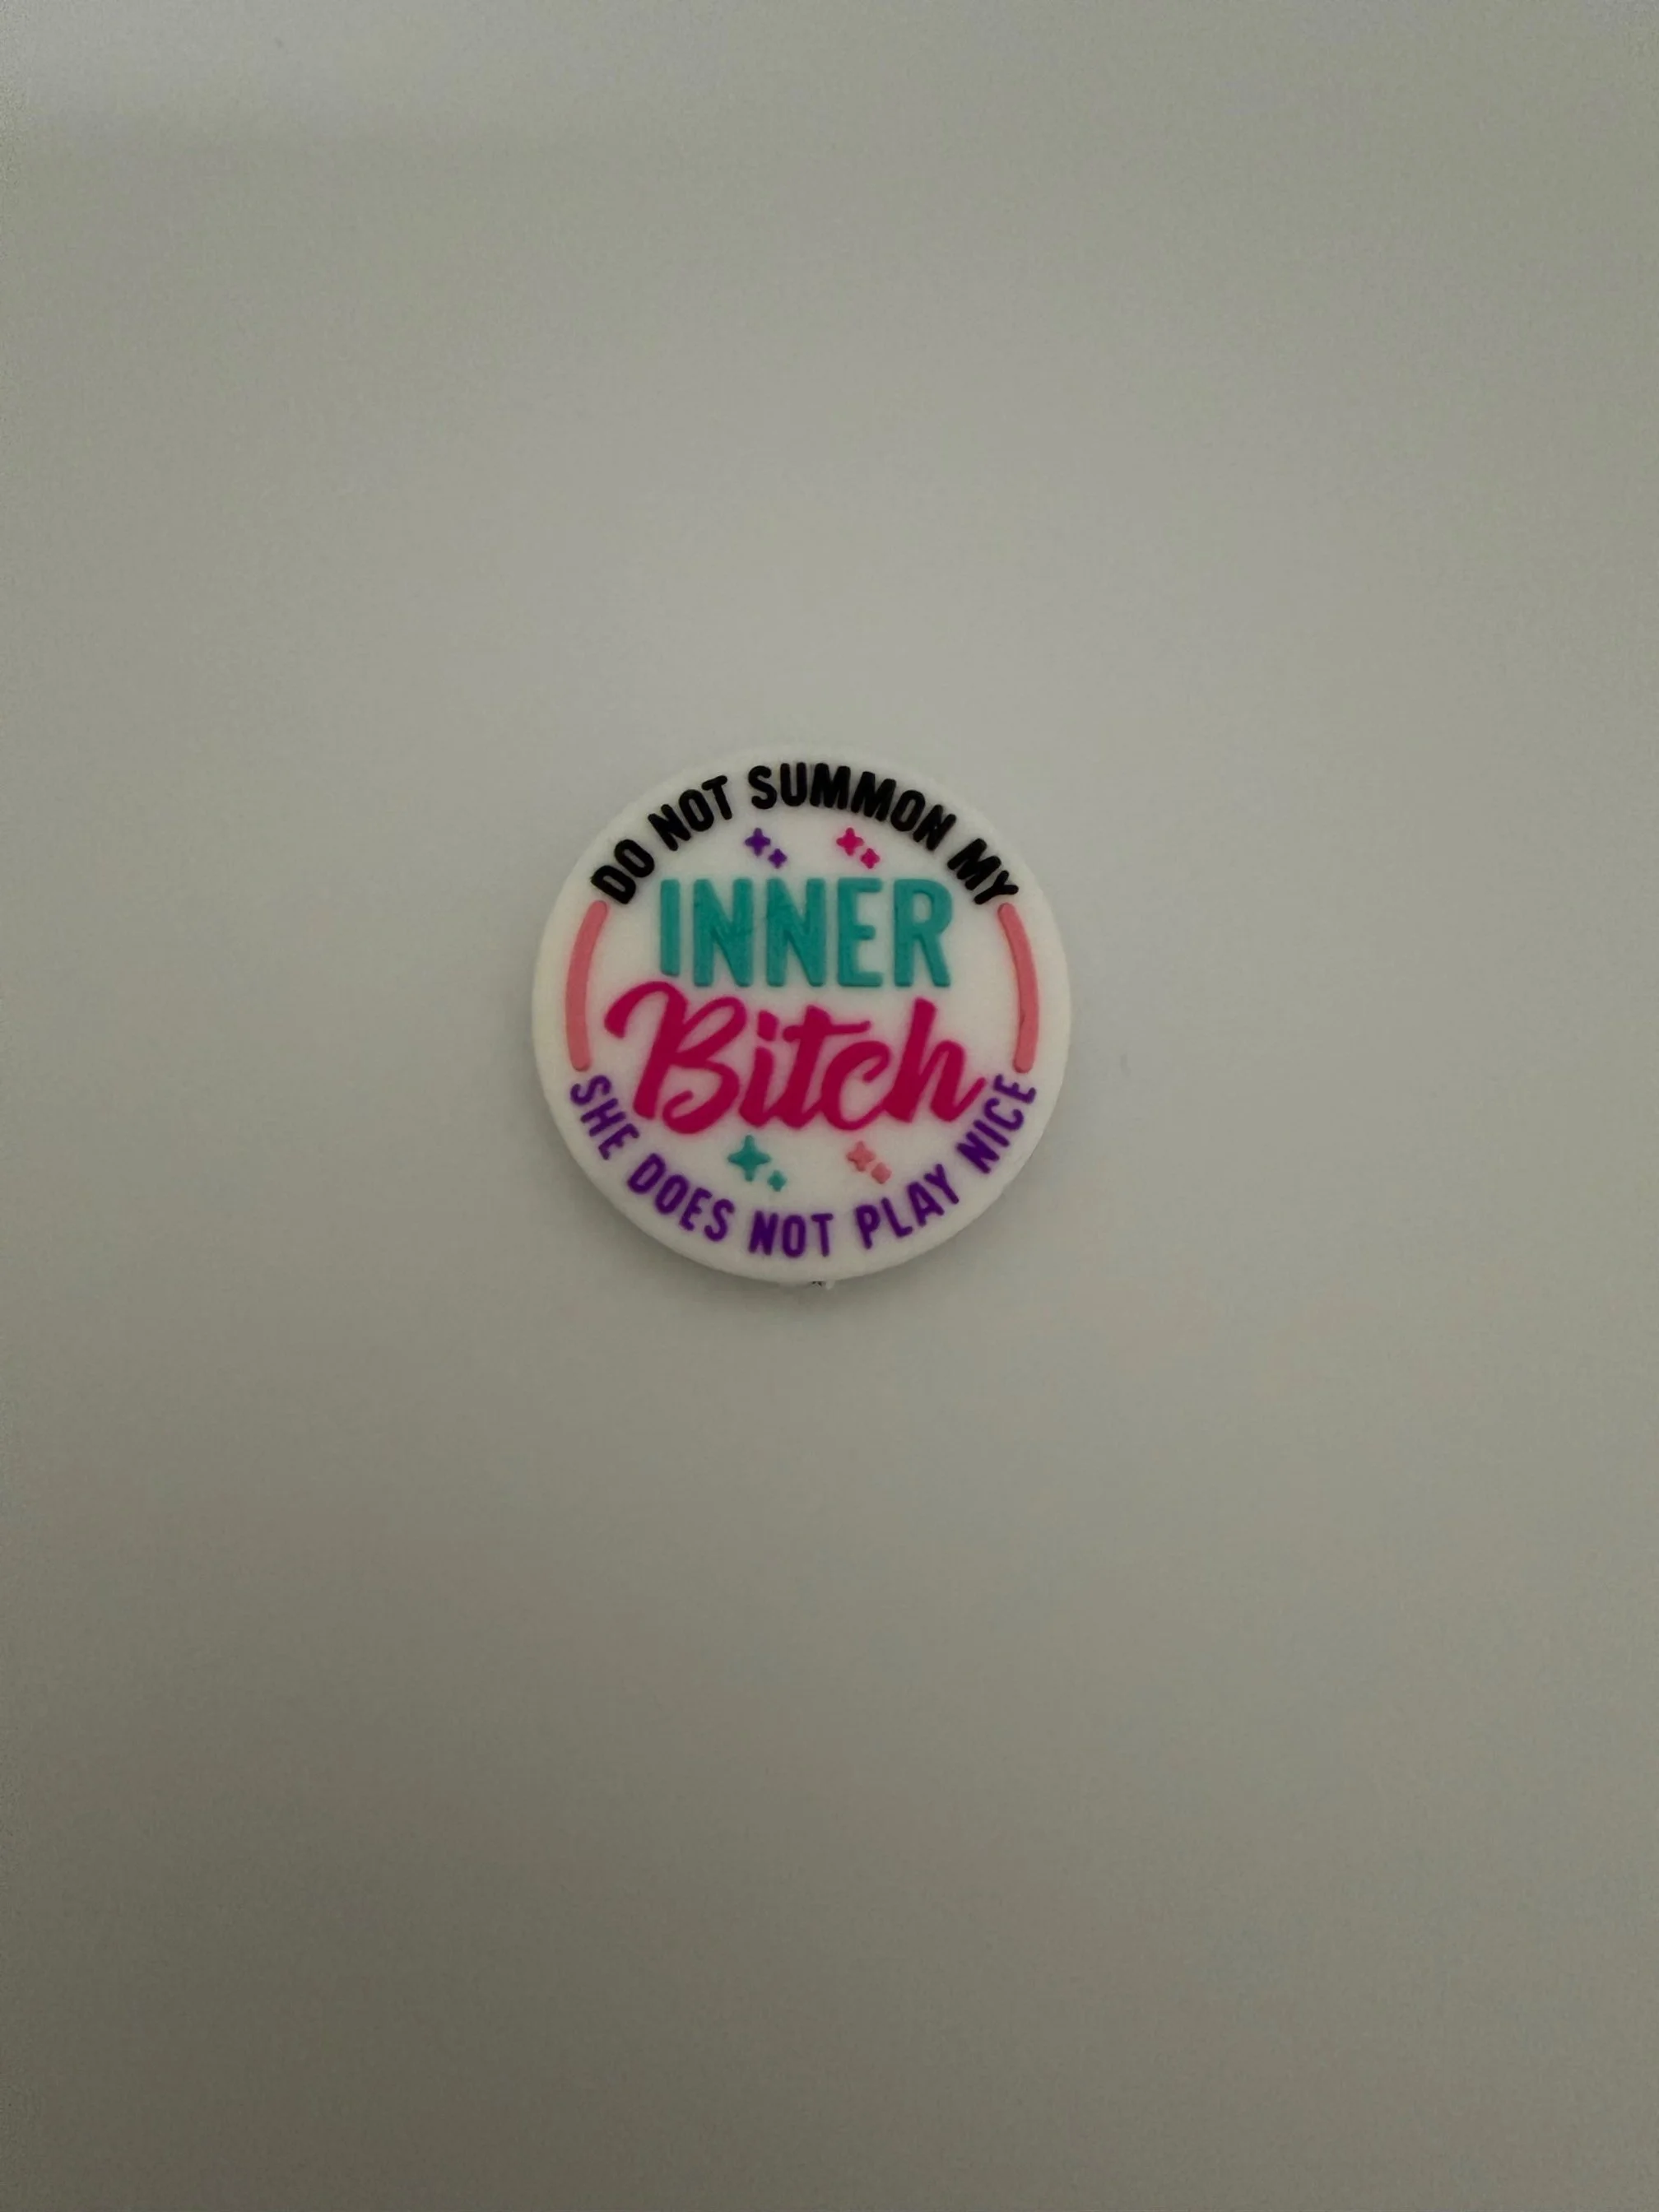 DO NOT SUMMON MY
INNER
Bitch
SHE DOES NOT PLAY NICE